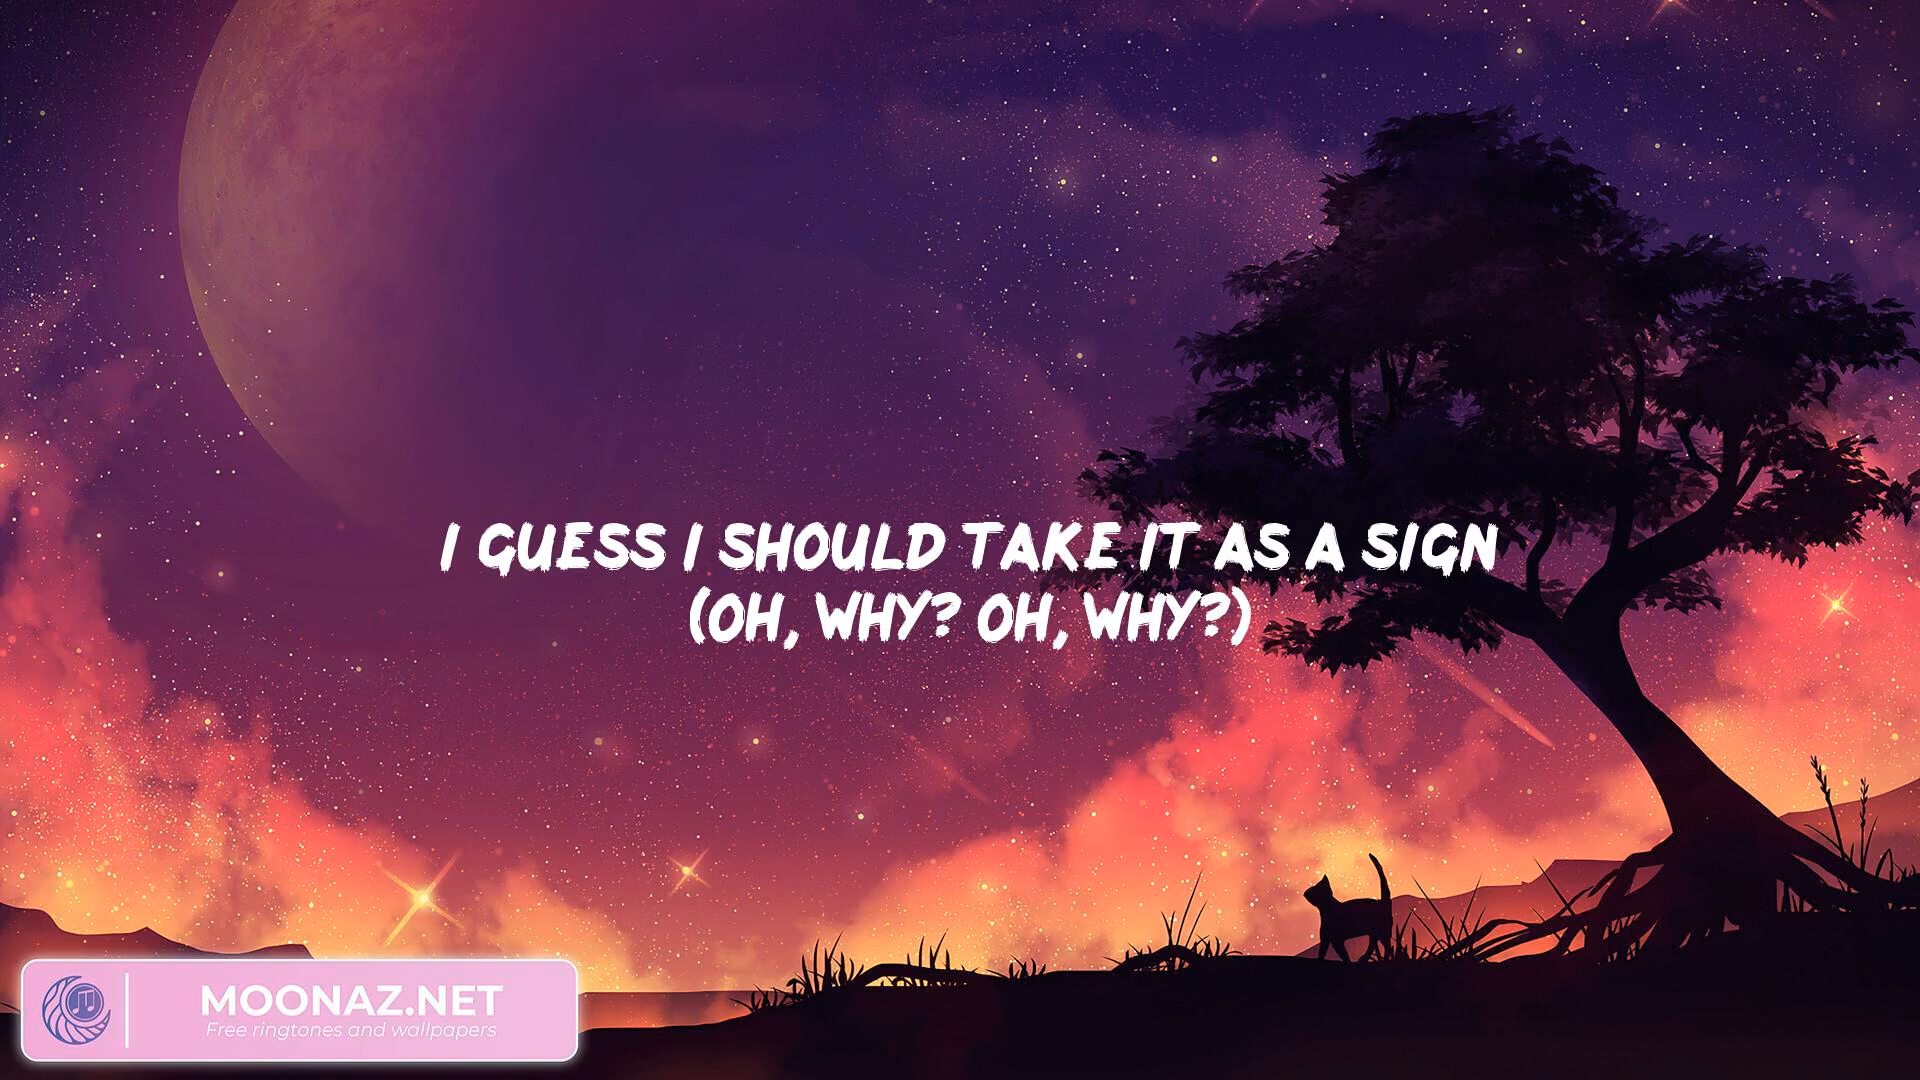 I GUESS I SHOULD TAKE IT AS A SIGN
(OH, WHY? OH, WHY?)
MOONAZ.NET
Free ringtones and wallpapers